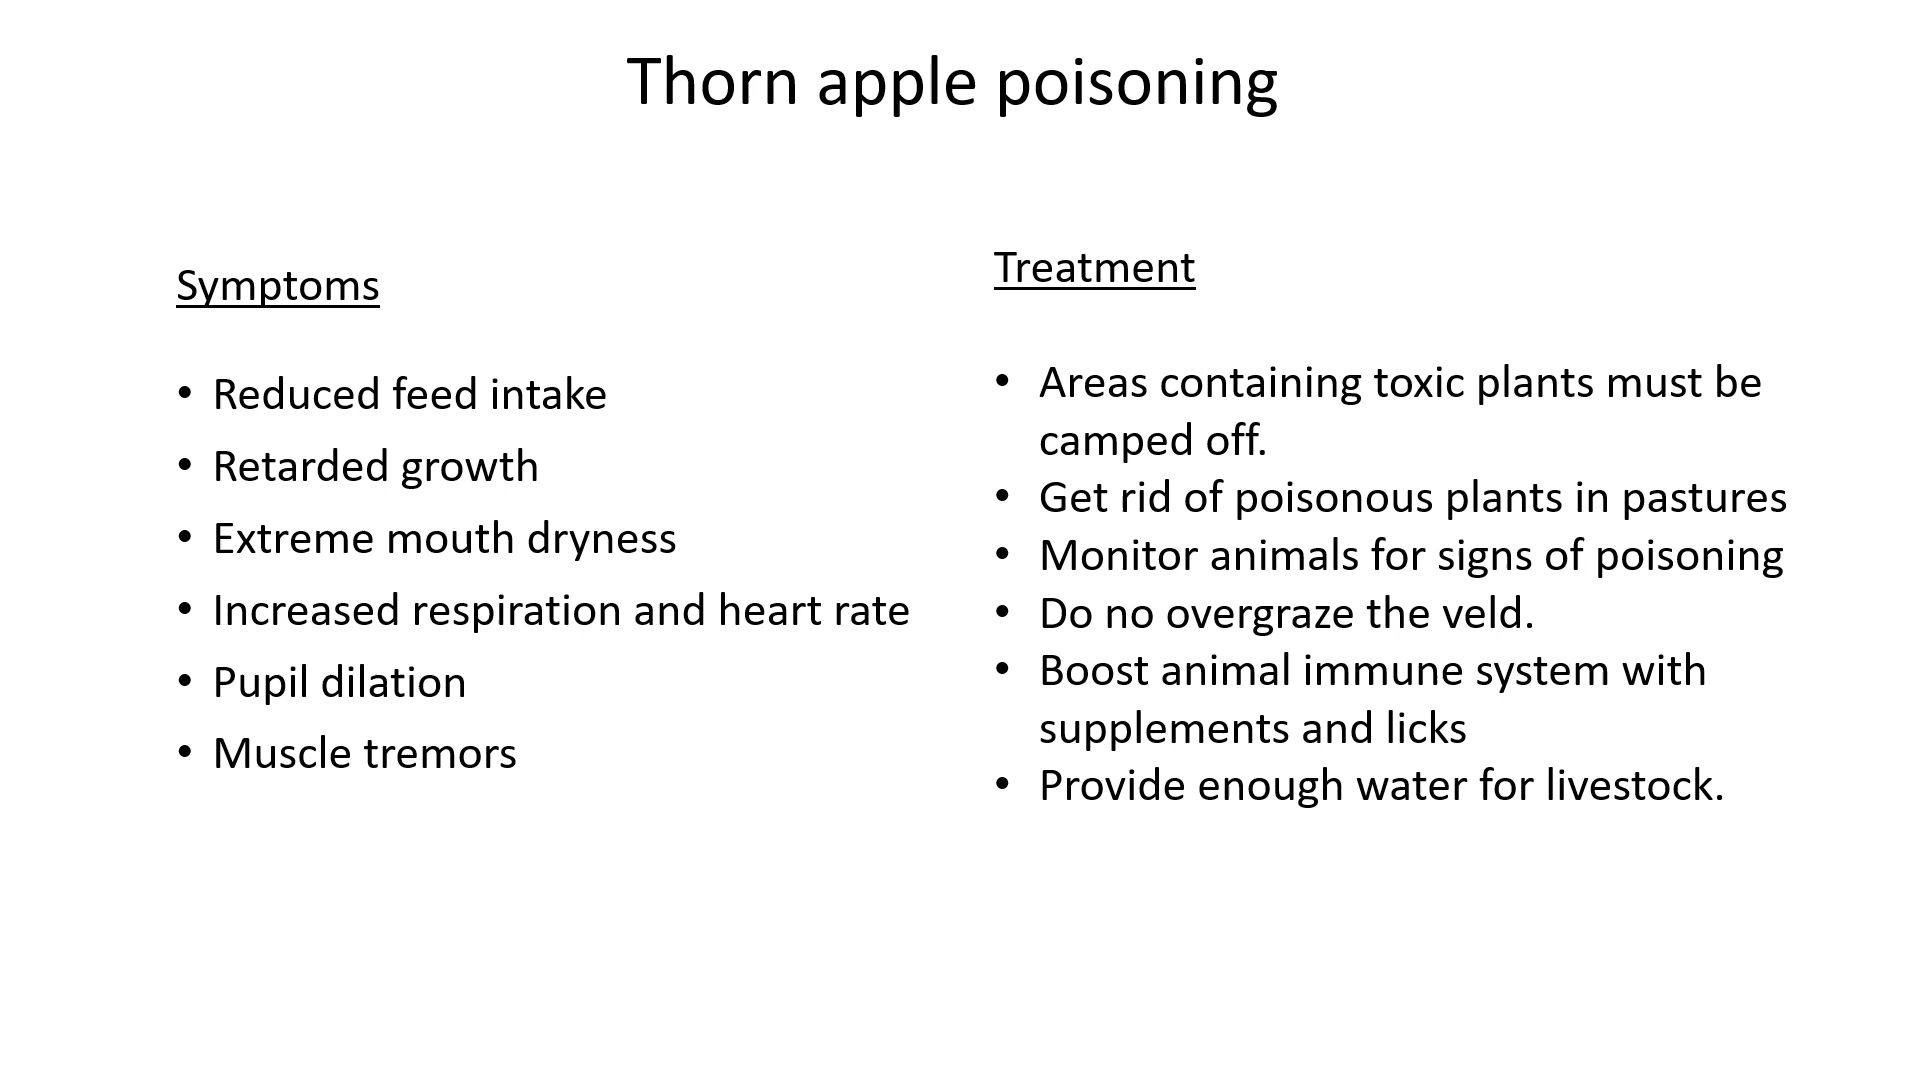 Thorn apple poisoning
Symptoms
• Reduced feed intake
• Retarded growth
• Extreme mouth dryness
• Increased respiration and heart rate
• Pupil dilation
• Muscle tremors
Treatment
• Areas containing toxic plants must be
camped off.
• Get rid of poisonous plants in pastures
• Monitor animals for signs of poisoning
• Do no overgraze the veld.
• Boost animal immune system with
supplements and licks
• Provide enough water for livestock.